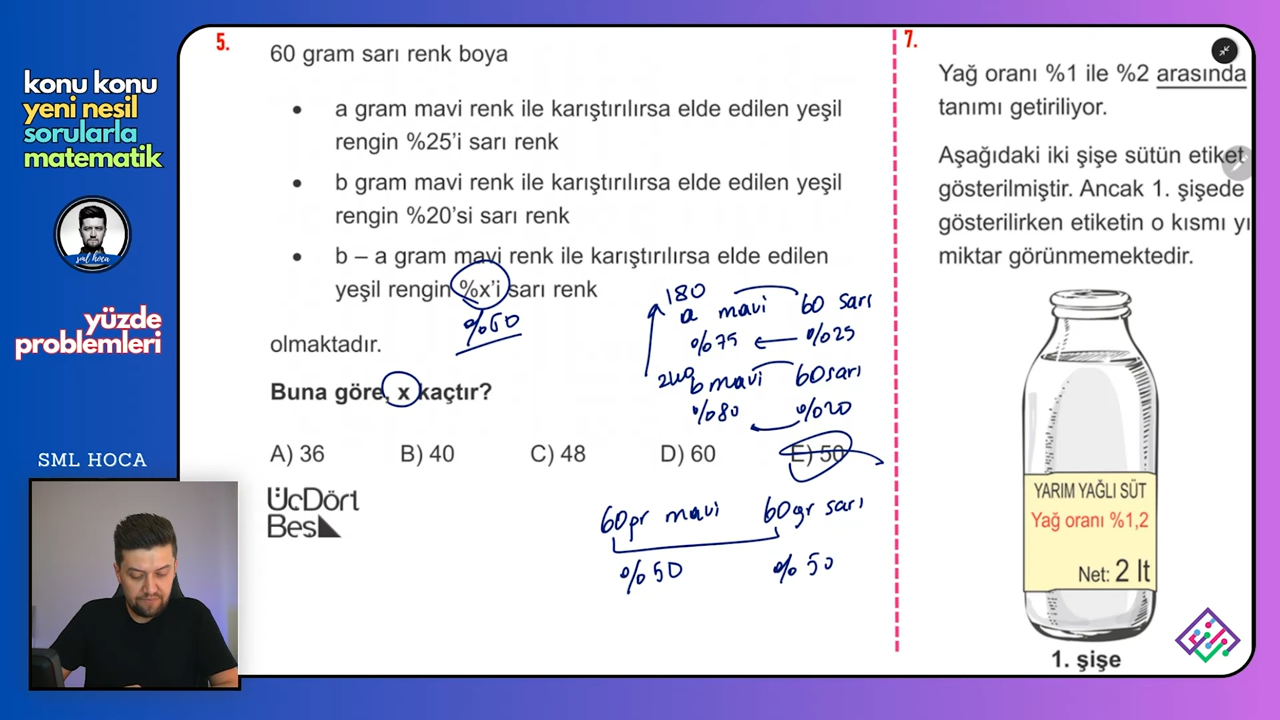 konu konu
yeni nesil
sorularla
matematik
sml hoca
yüzde
problemleri
SML HOCA
5.
60 gram sarı renk boya
• a gram mavi renk ile karıştırılırsa elde edilen yeşil
rengin %25'i sarı renk
• b gram mavi renk ile karıştırılırsa elde edilen yeşil
rengin %20'si sarı renk
• b – a gram mavi renk ile karıştırılırsa elde edilen
yeşil rengin %x'i sarı renk
%50
olmaktadır.
Buna göre, x kaçtır?
A) 36 B) 40 C) 48 D) 60 E) 50
ÜçDört
Beş
180
a mavi 60 sarı
%75 %25
240
b mavi 60 sarı
%80 %20
60gr mavi 60gr sarı
%50 %50
7.
Yağ oranı %1 ile %2 arasında
tanımı getiriliyor.
Aşağıdaki iki şişe sütün etiket
gösterilmiştir. Ancak 1. şişede
gösterilirken etiketin o kısmı yı
miktar görünmemektedir.
YARIM YAĞLI SÜT
Yağ oranı %1,2
Net: 2 lt
1. şişe